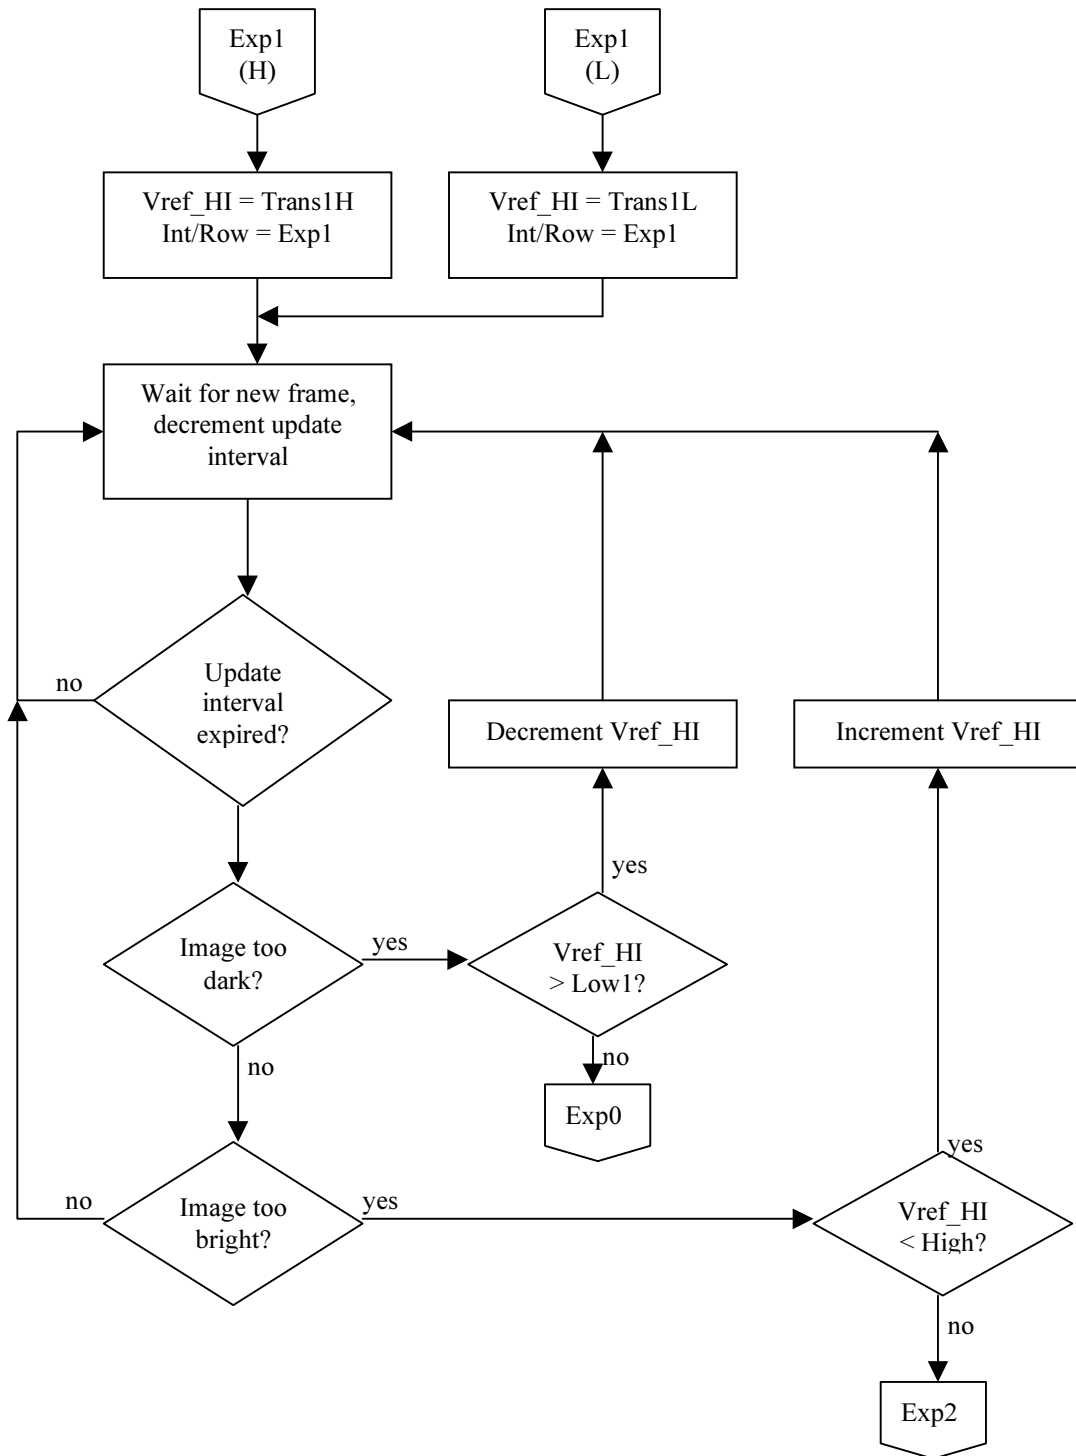 Exp1
(H)
Exp1
(L)
Vref_HI = Trans1H
Int/Row = Exp1
Vref_HI = Trans1L
Int/Row = Exp1
Wait for new frame,
decrement update
interval
Update
interval
expired?
no
Decrement Vref_HI
Increment Vref_HI
yes
Image too
dark?
yes
Vref_HI
> Low1?
no
no
Exp0
yes
Image too
bright?
no
yes
Vref_HI
< High?
no
Exp2